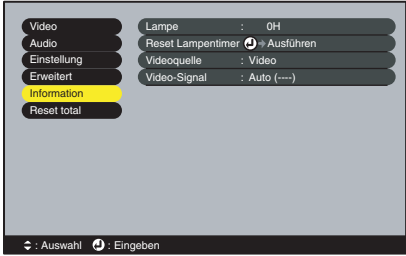 Video
Audio
Einstellung
Erweitert
Information
Reset total
Lampe : 0H
Reset Lampentimer Ausführen
Videoquelle : Video
Video-Signal : Auto (----)
: Auswahl : Eingeben